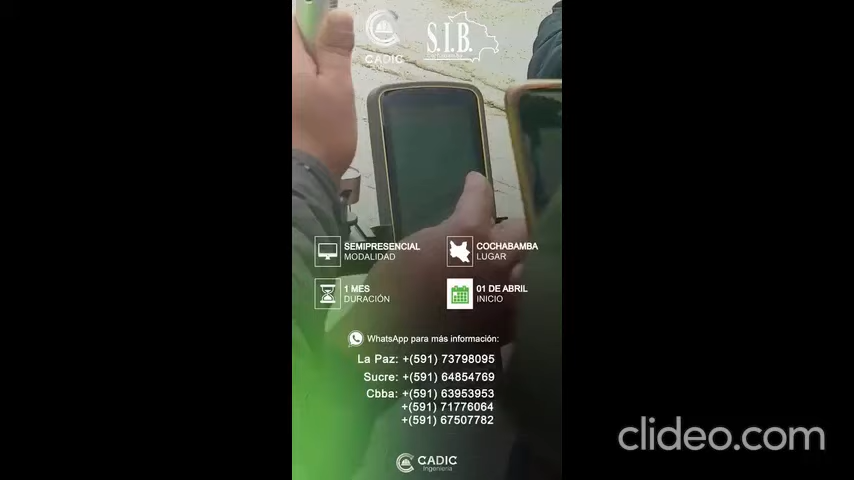 CADIC
S.I.B.
SEMIPRESENCIAL
MODALIDAD
COCHABAMBA
LUGAR
1 MES
DURACIÓN
01 DE ABRIL
INICIO
WhatsApp para más información:
La Paz: +(591) 73798095
Sucre: +(591) 64854769
Cbba: +(591) 63953953
+(591) 71776064
+(591) 67507782
CADIC
Ingeniería
clideo.com